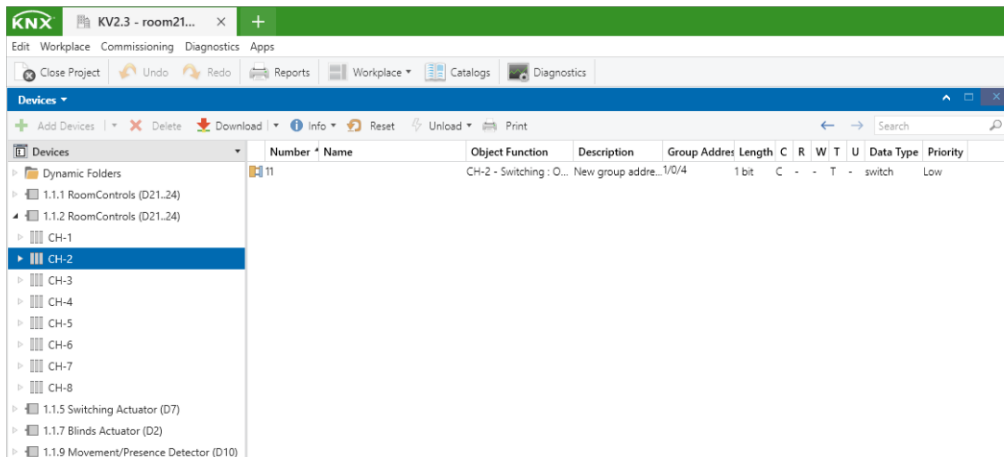 KNX KV2.3 - room21... × +
Edit Workplace Commissioning Diagnostics Apps
Close Project Undo Redo Reports Workplace Catalogs Diagnostics
Devices
Add Devices Delete Download Info Reset Unload Print Search
Devices Number Name Object Function Description Group Addres Length C R W T U Data Type Priority
Dynamic Folders 11 CH-2 - Switching : O... New group addre... 1/0/4 1 bit C - - T - switch Low
1.1.1 RoomControls (D21..24)
1.1.2 RoomControls (D21..24)
CH-1
CH-2
CH-3
CH-4
CH-5
CH-6
CH-7
CH-8
1.1.5 Switching Actuator (D7)
1.1.7 Blinds Actuator (D2)
1.1.9 Movement/Presence Detector (D10)